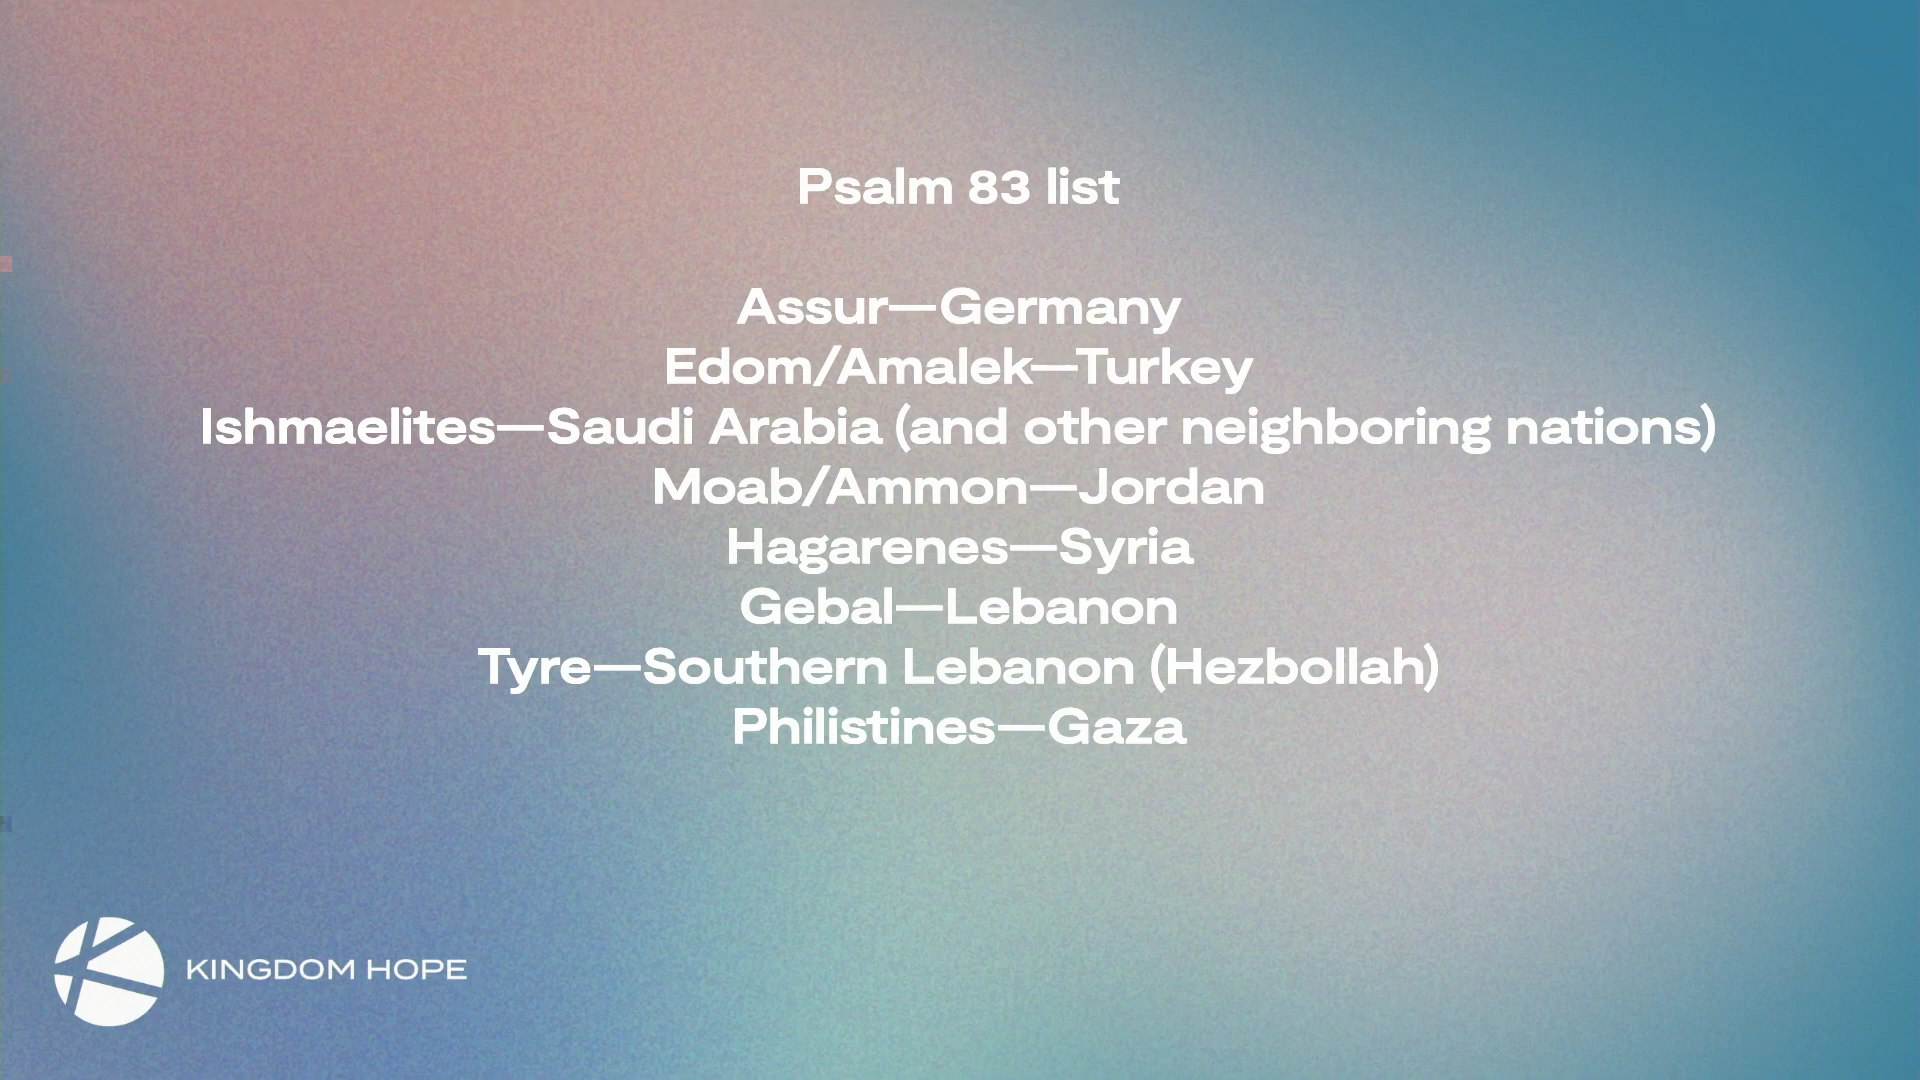 Psalm 83 list
Assur—Germany
Edom/Amalek—Turkey
Ishmaelites—Saudi Arabia (and other neighboring nations)
Moab/Ammon—Jordan
Hagarenes—Syria
Gebal—Lebanon
Tyre—Southern Lebanon (Hezbollah)
Philistines—Gaza
KINGDOM HOPE